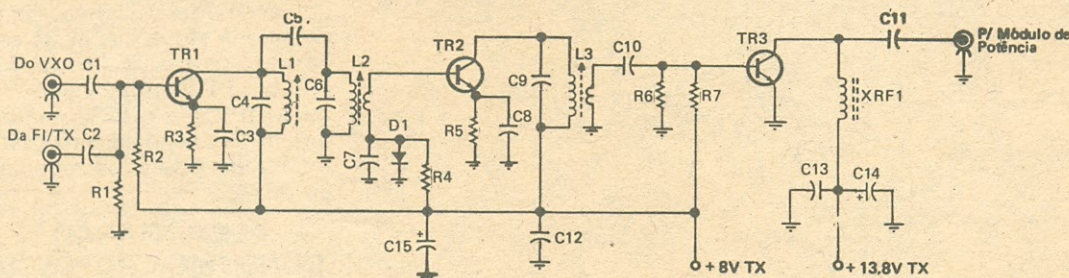 Do VXO
C1
Da FI/TX
C2
R1
R2
TR1
R3
C3
C4
L1
C5
C6
L2
C7
D1
R4
C15
TR2
R5
C8
C9
L3
C12
C10
R6
R7
+ 8V TX
TR3
C11
P/ Módulo de
Potência
XRF1
C13
C14
+ 13,8V TX